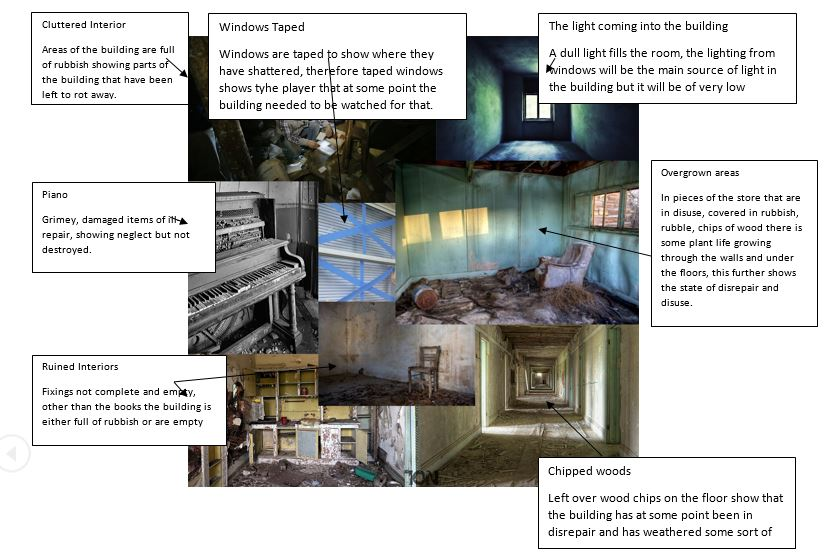 Cluttered Interior
Areas of the building are full
of rubbish showing parts of
the building that have been
left to rot away.
Windows Taped
Windows are taped to show where they
have shattered, therefore taped windows
shows tyhe player that at some point the
building needed to be watched for that.
The light coming into the building
A dull light fills the room, the lighting from
windows will be the main source of light in
the building but it will be of very low
Overgrown areas
In pieces of the store that are
in disuse, covered in rubbish,
rubble, chips of wood there is
some plant life growing
through the walls and under
the floors, this further shows
the state of disrepair and
disuse.
Piano
Grimey, damaged items of ill
repair, showing neglect but not
destroyed.
Ruined Interiors
Fixings not complete and empty,
other than the books the building is
either full of rubbish or are empty
Chipped woods
Left over wood chips on the floor show that
the building has at some point been in
disrepair and has weathered some sort of